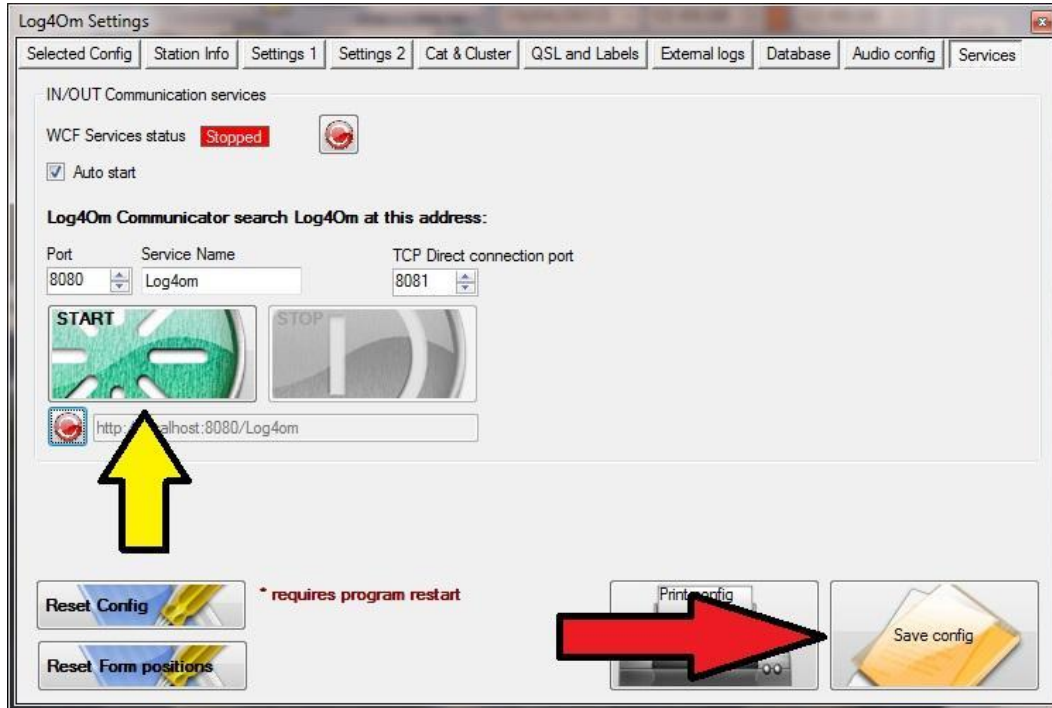 Log4Om Settings
Selected Config Station Info Settings 1 Settings 2 Cat & Cluster QSL and Labels External logs Database Audio config Services
IN/OUT Communication services
WCF Services status Stopped
Auto start
Log4Om Communicator search Log4Om at this address:
Port Service Name TCP Direct connection port
8080 Log4om 8081
START STOP
http: alhost:8080/Log4om
Reset Config * requires program restart Print config
Save config
Reset Form positions